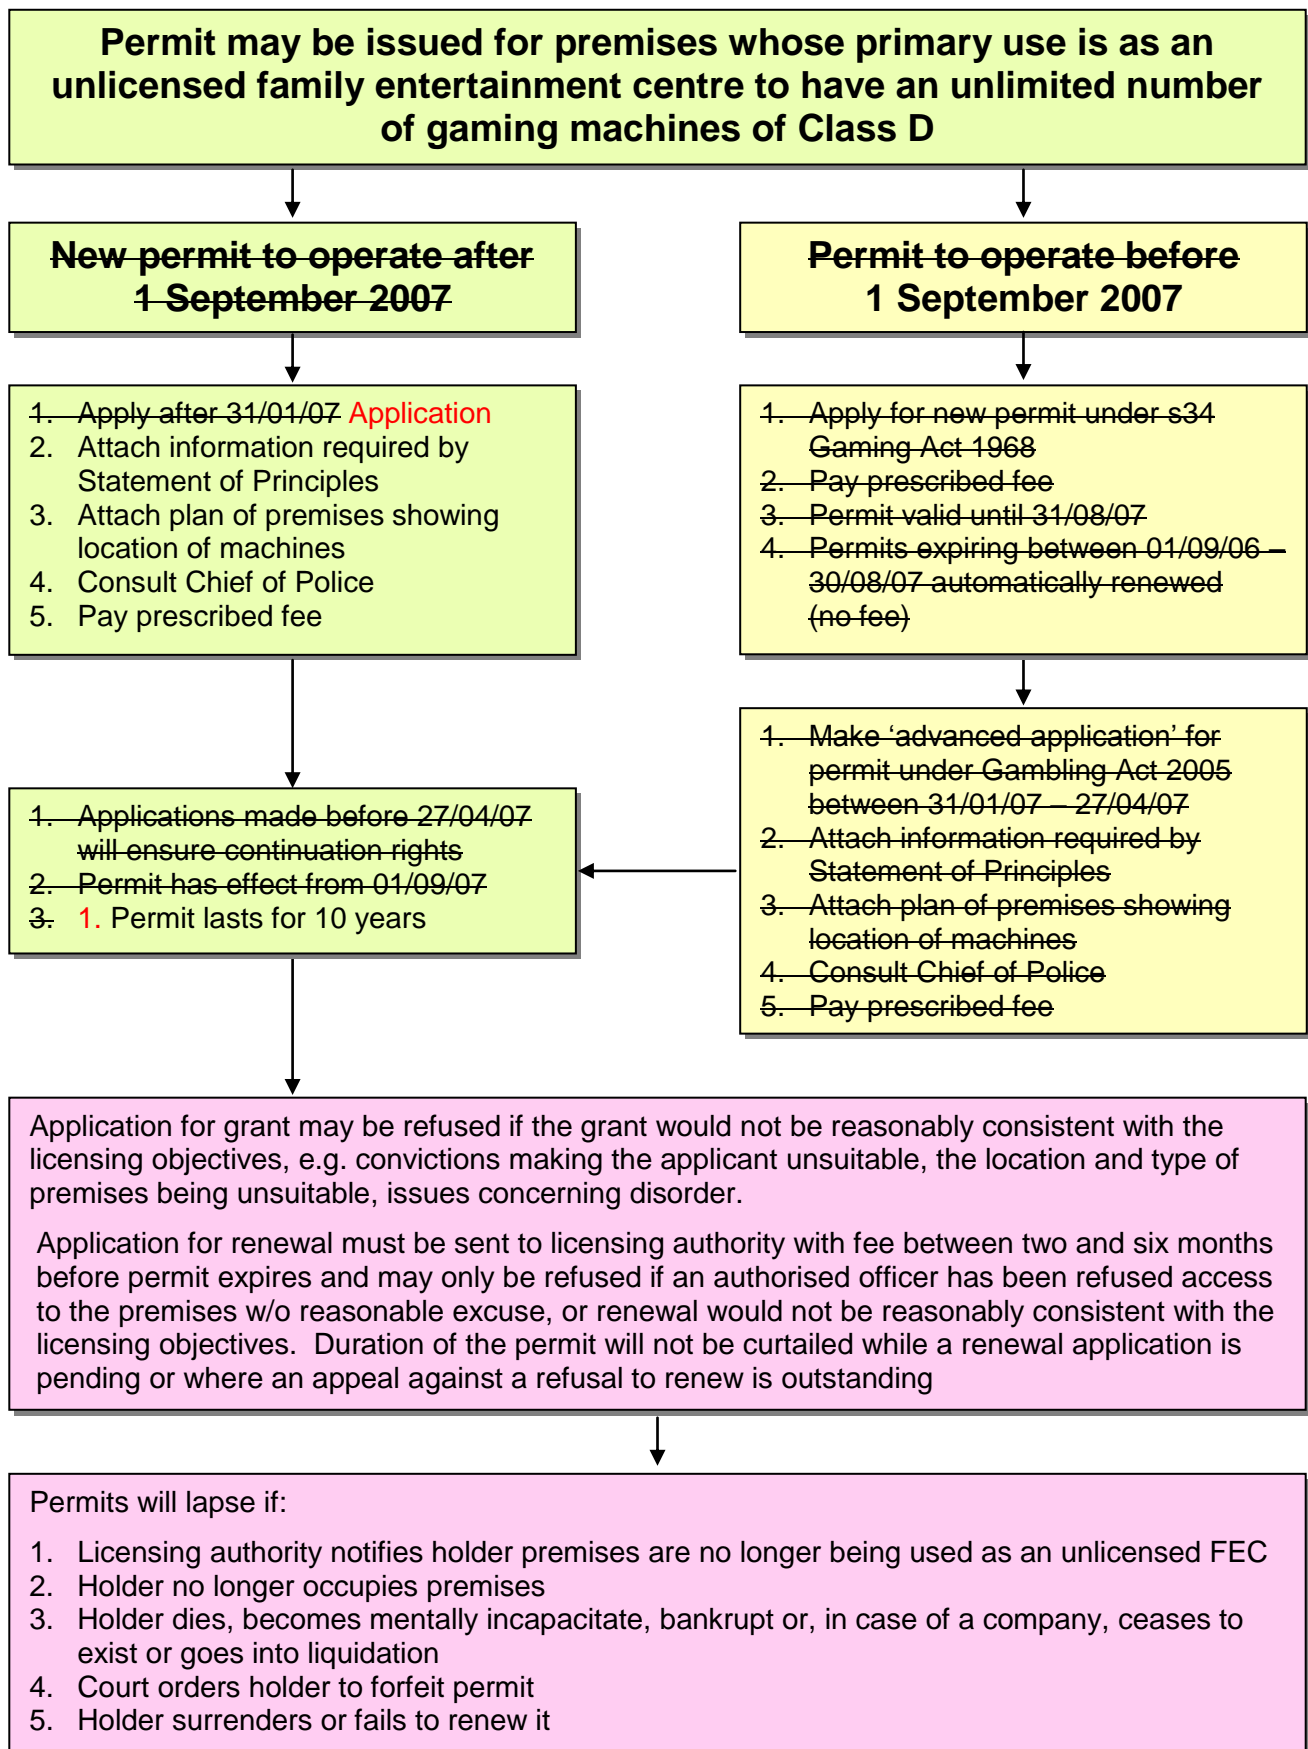 Permit may be issued for premises whose primary use is as an
unlicensed family entertainment centre to have an unlimited number
of gaming machines of Class D
New permit to operate after
1 September 2007
Permit to operate before
1 September 2007
1. Apply after 31/01/07 Application
2. Attach information required by
Statement of Principles
3. Attach plan of premises showing
location of machines
4. Consult Chief of Police
5. Pay prescribed fee
1. Apply for new permit under s34
Gaming Act 1968
2. Pay prescribed fee
3. Permit valid until 31/08/07
4. Permits expiring between 01/09/06 –
30/08/07 automatically renewed
(no fee)
1. Applications made before 27/04/07
will ensure continuation rights
2. Permit has effect from 01/09/07
3. 1. Permit lasts for 10 years
1. Make ‘advanced application’ for
permit under Gambling Act 2005
between 31/01/07 – 27/04/07
2. Attach information required by
Statement of Principles
3. Attach plan of premises showing
location of machines
4. Consult Chief of Police
5. Pay prescribed fee
Application for grant may be refused if the grant would not be reasonably consistent with the
licensing objectives, e.g. convictions making the applicant unsuitable, the location and type of
premises being unsuitable, issues concerning disorder.
Application for renewal must be sent to licensing authority with fee between two and six months
before permit expires and may only be refused if an authorised officer has been refused access
to the premises w/o reasonable excuse, or renewal would not be reasonably consistent with the
licensing objectives. Duration of the permit will not be curtailed while a renewal application is
pending or where an appeal against a refusal to renew is outstanding
Permits will lapse if:
1. Licensing authority notifies holder premises are no longer being used as an unlicensed FEC
2. Holder no longer occupies premises
3. Holder dies, becomes mentally incapacitate, bankrupt or, in case of a company, ceases to
exist or goes into liquidation
4. Court orders holder to forfeit permit
5. Holder surrenders or fails to renew it